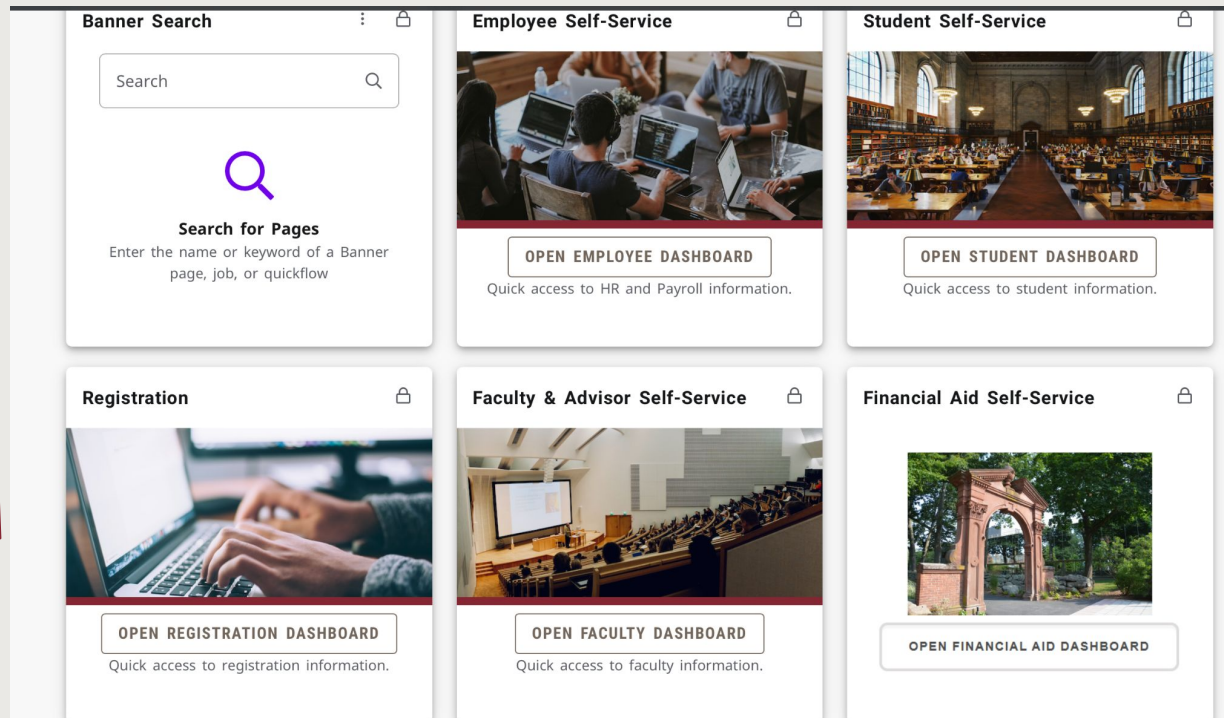 Banner Search
Employee Self-Service
Student Self-Service
Search
Search for Pages
Enter the name or keyword of a Banner
page, job, or quickflow
OPEN EMPLOYEE DASHBOARD
Quick access to HR and Payroll information.
OPEN STUDENT DASHBOARD
Quick access to student information.
Registration
Faculty & Advisor Self-Service
Financial Aid Self-Service
OPEN REGISTRATION DASHBOARD
Quick access to registration information.
OPEN FACULTY DASHBOARD
Quick access to faculty information.
OPEN FINANCIAL AID DASHBOARD